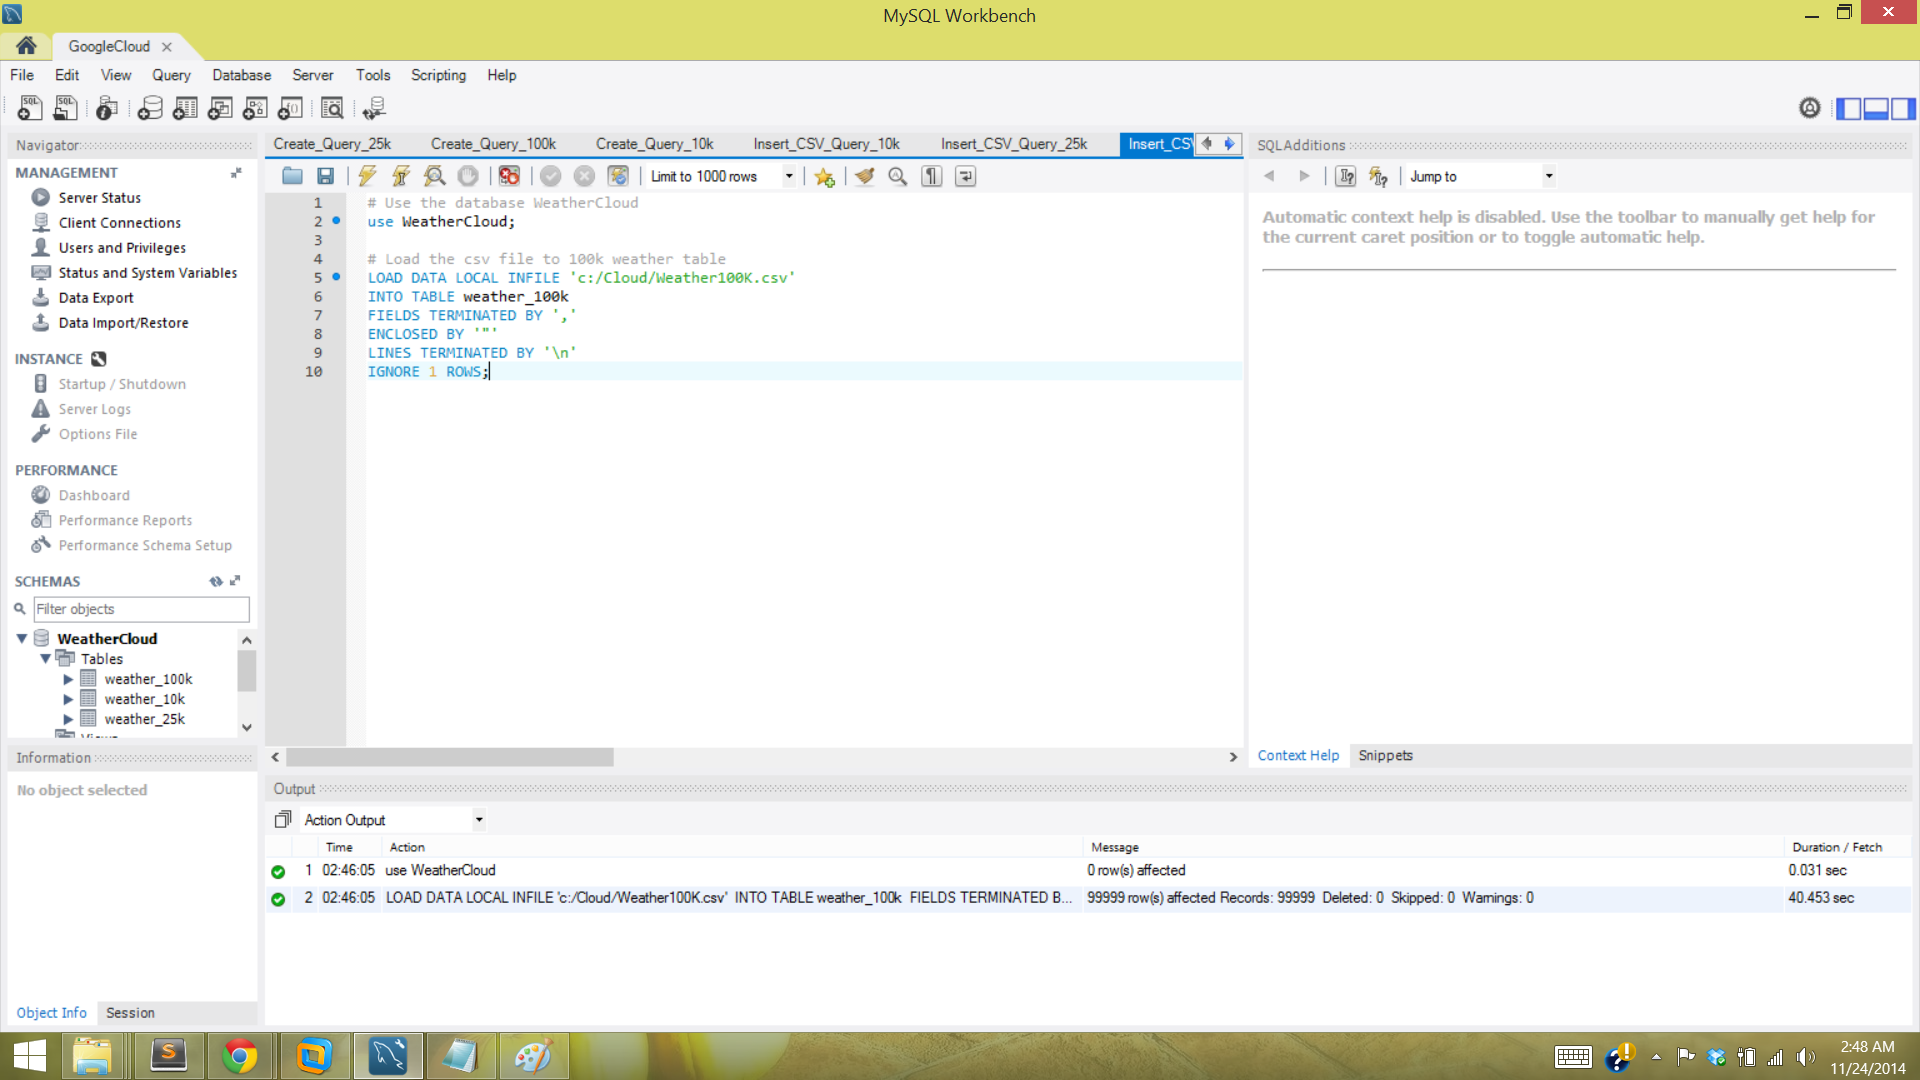 MySQL Workbench
GoogleCloud
File Edit View Query Database Server Tools Scripting Help
Navigator
MANAGEMENT
Server Status
Client Connections
Users and Privileges
Status and System Variables
Data Export
Data Import/Restore
INSTANCE
Startup / Shutdown
Server Logs
Options File
PERFORMANCE
Dashboard
Performance Reports
Performance Schema Setup
SCHEMAS
Filter objects
WeatherCloud
Tables
weather_100k
weather_10k
weather_25k
Information
No object selected
Object Info Session
Create_Query_25k Create_Query_100k Create_Query_10k Insert_CSV_Query_10k Insert_CSV_Query_25k Insert_CSV
Limit to 1000 rows
1 # Use the database WeatherCloud
2 use WeatherCloud;
3
4 # Load the csv file to 100k weather table
5 LOAD DATA LOCAL INFILE 'c:/Cloud/Weather100K.csv'
6 INTO TABLE weather_100k
7 FIELDS TERMINATED BY ','
8 ENCLOSED BY '"'
9 LINES TERMINATED BY '\n'
10 IGNORE 1 ROWS;
SQLAdditions
Jump to
Automatic context help is disabled. Use the toolbar to manually get help for
the current caret position or to toggle automatic help.
Context Help Snippets
Output
Action Output
Time Action Message Duration / Fetch
1 02:46:05 use WeatherCloud 0 row(s) affected 0.031 sec
2 02:46:05 LOAD DATA LOCAL INFILE 'c:/Cloud/Weather100K.csv' INTO TABLE weather_100k FIELDS TERMINATED B... 99999 row(s) affected Records: 99999 Deleted: 0 Skipped: 0 Warnings: 0 40.453 sec
2:48 AM
11/24/2014